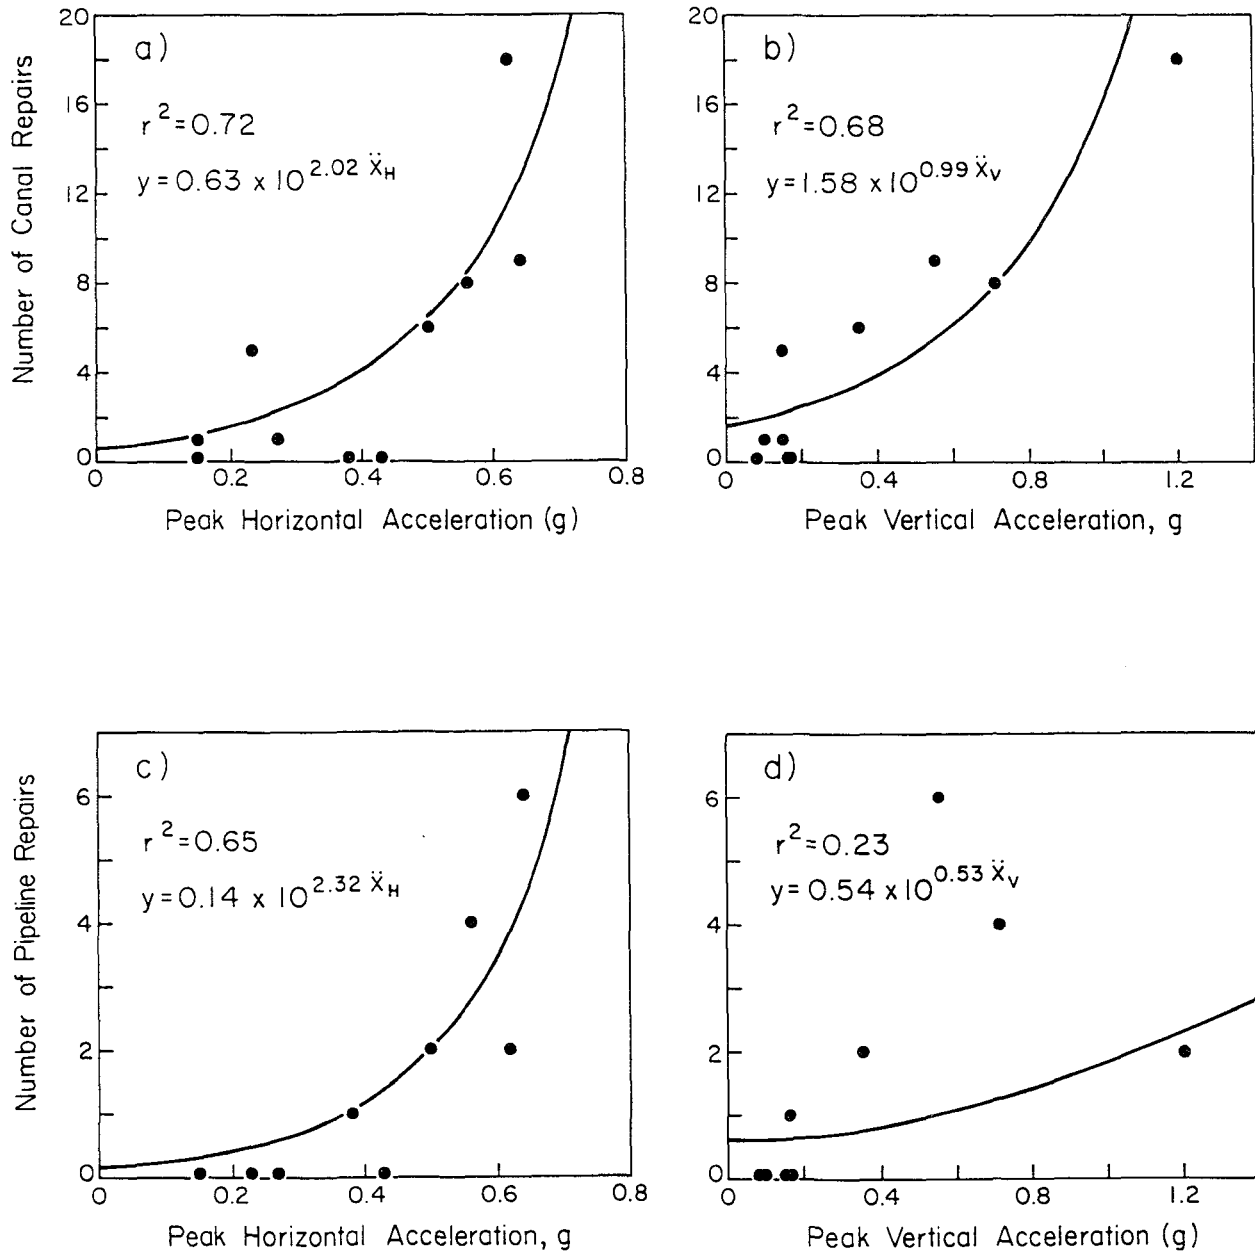 a)
r²=0.72
y=0.63 x 10^2.02 Ẍ_H
Number of Canal Repairs
20
16
12
8
4
0
0 0.2 0.4 0.6 0.8
Peak Horizontal Acceleration (g)
b)
r²=0.68
y=1.58 x 10^0.99 Ẍ_V
20
16
12
8
4
0
0 0.4 0.8 1.2
Peak Vertical Acceleration, g
c)
r²=0.65
y=0.14 x 10^2.32 Ẍ_H
Number of Pipeline Repairs
6
4
2
0
0 0.2 0.4 0.6 0.8
Peak Horizontal Acceleration, g
d)
r²=0.23
y=0.54 x 10^0.53 Ẍ_V
6
4
2
0
0 0.4 0.8 1.2
Peak Vertical Acceleration (g)